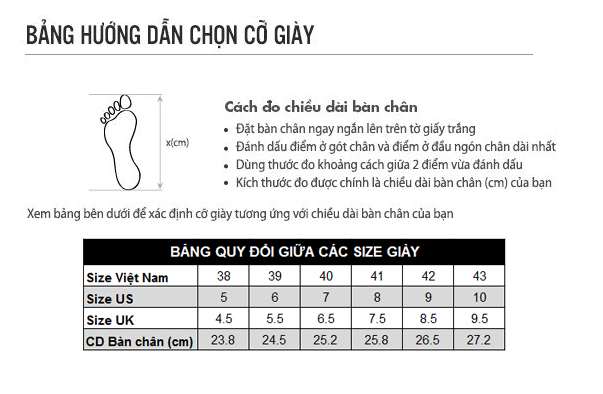 BẢNG HƯỚNG DẪN CHỌN CỠ GIÀY
x(cm)
Cách đo chiều dài bàn chân
• Đặt bàn chân ngay ngắn lên trên tờ giấy trắng
• Đánh dấu điểm ở gót chân và điểm ở đầu ngón chân dài nhất
• Dùng thước đo khoảng cách giữa 2 điểm vừa đánh dấu
• Kích thước đo được chính là chiều dài bàn chân (cm) của bạn
Xem bảng bên dưới để xác định cỡ giày tương ứng với chiều dài bàn chân của bạn
BẢNG QUY ĐỔI GIỮA CÁC SIZE GIÀY
Size Việt Nam 38 39 40 41 42 43
Size US 5 6 7 8 9 10
Size UK 4.5 5.5 6.5 7.5 8.5 9.5
CD Bàn chân (cm) 23.8 24.5 25.2 25.8 26.5 27.2